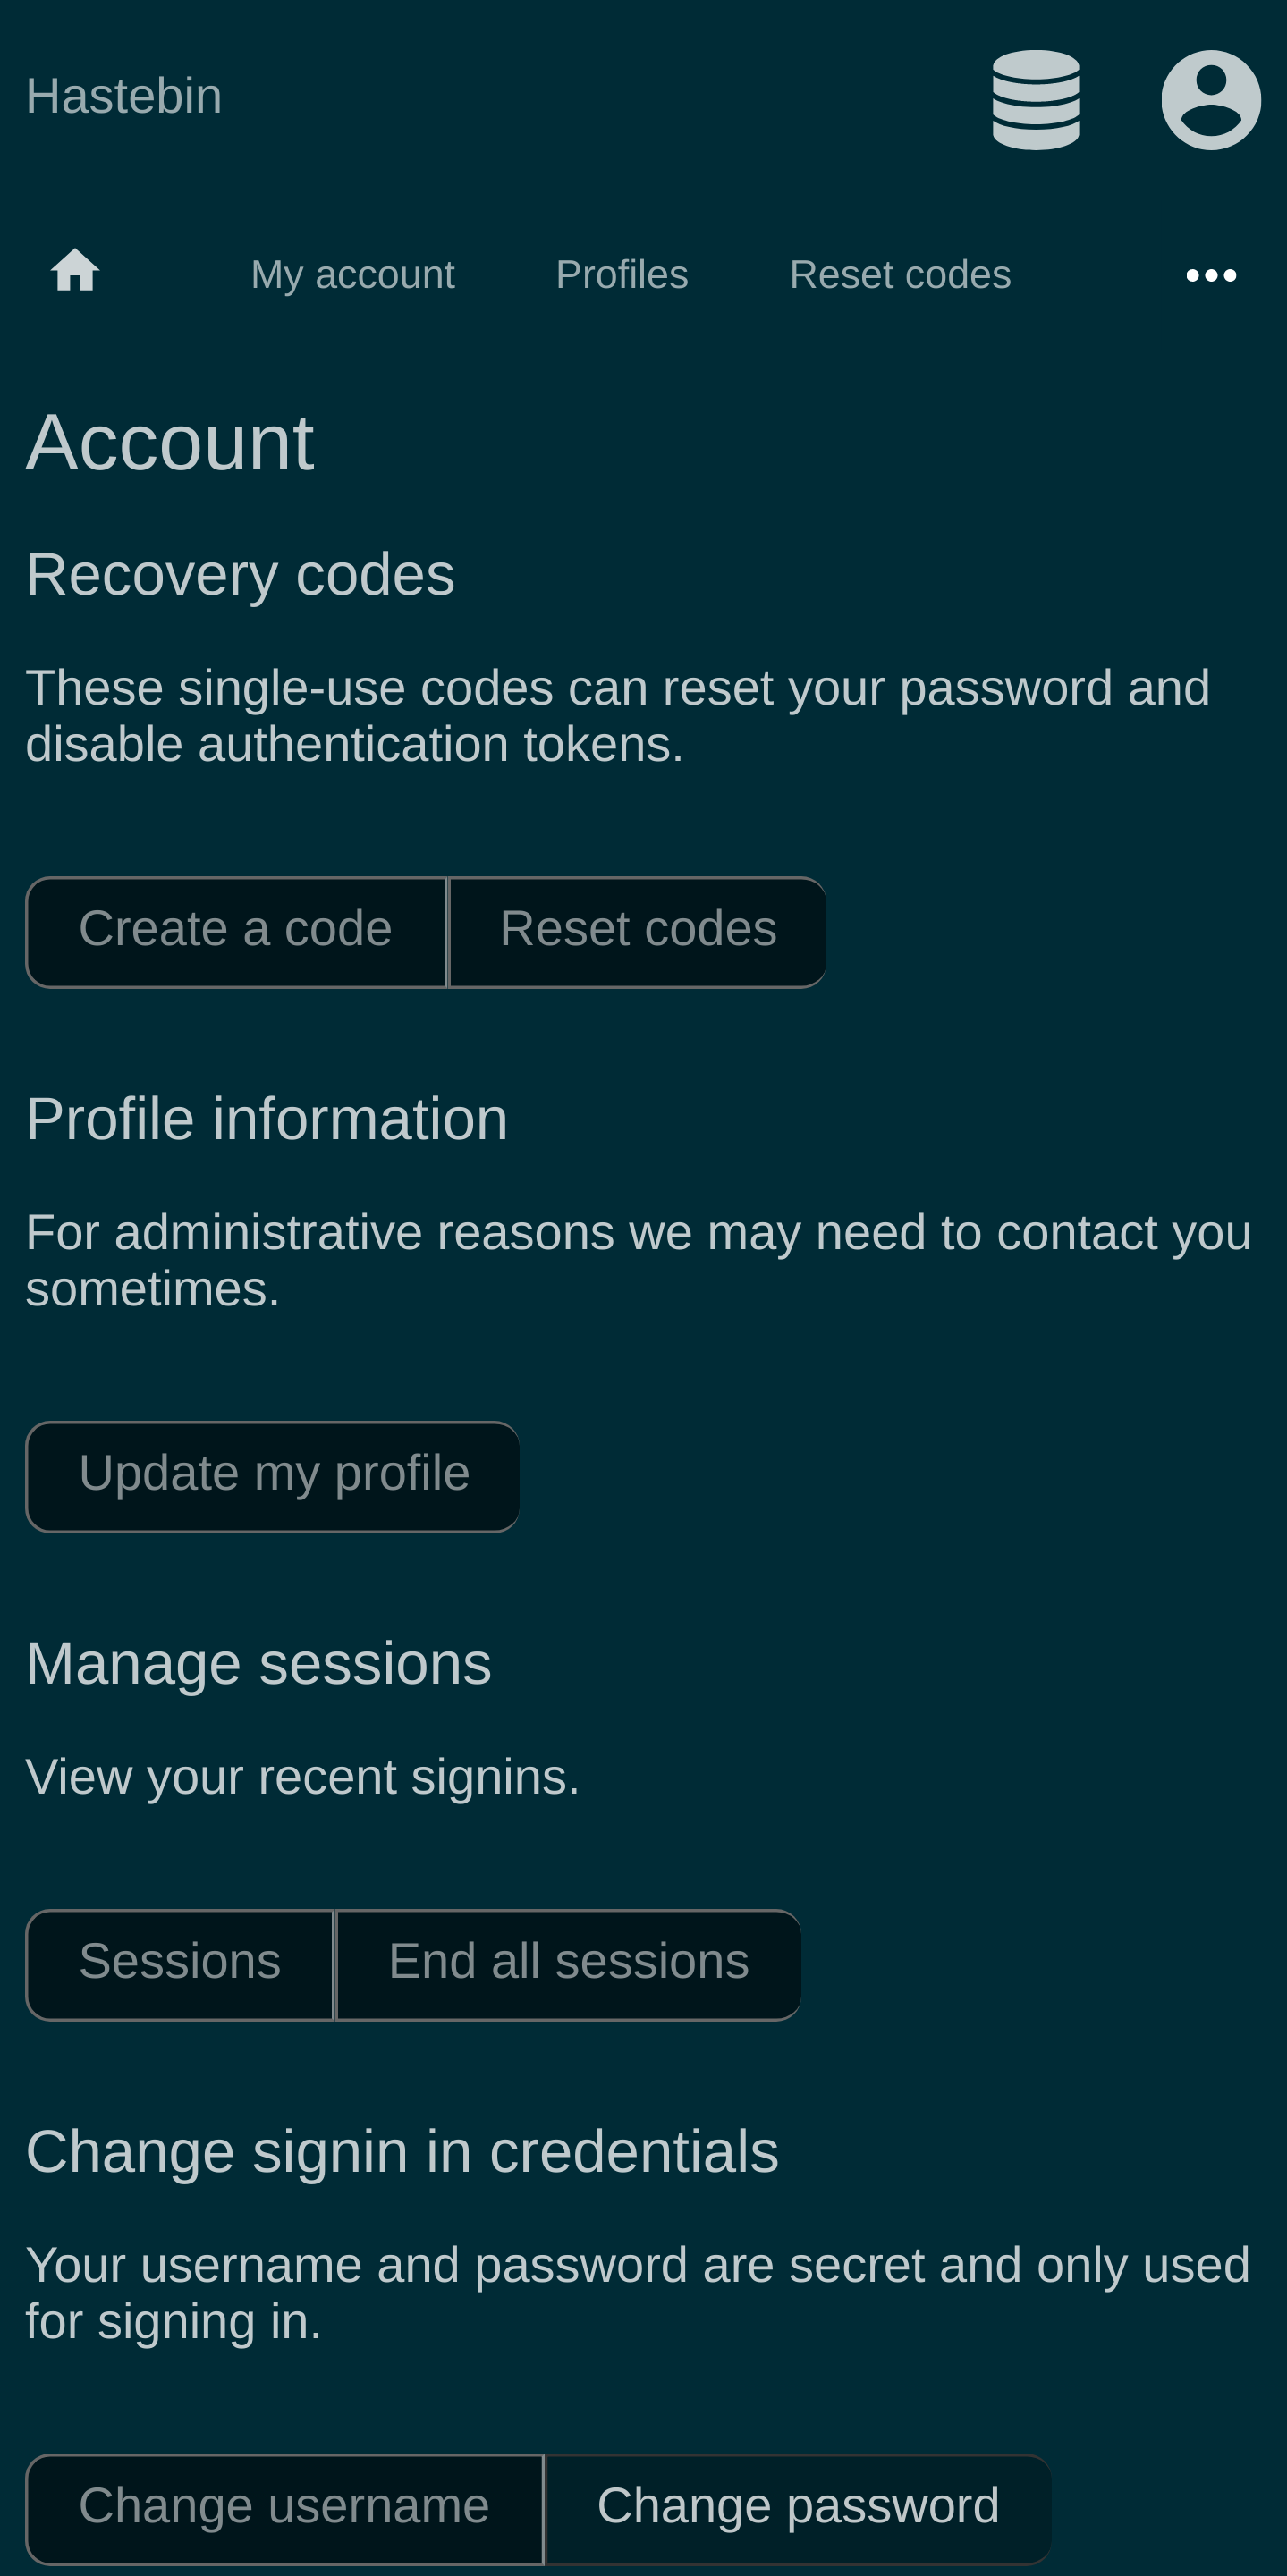 Hastebin
My account Profiles Reset codes
Account
Recovery codes
These single-use codes can reset your password and
disable authentication tokens.
Create a code Reset codes
Profile information
For administrative reasons we may need to contact you
sometimes.
Update my profile
Manage sessions
View your recent signins.
Sessions End all sessions
Change signin in credentials
Your username and password are secret and only used
for signing in.
Change username Change password